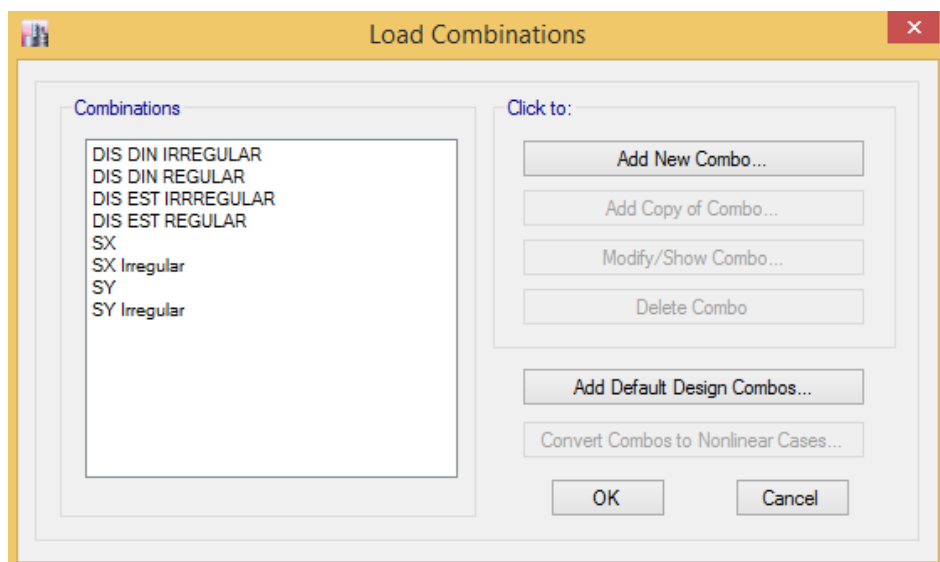 Load Combinations
Combinations
DIS DIN IRREGULAR
DIS DIN REGULAR
DIS EST IRRREGULAR
DIS EST REGULAR
SX
SX Irregular
SY
SY Irregular
Click to:
Add New Combo...
Add Copy of Combo...
Modify/Show Combo...
Delete Combo
Add Default Design Combos...
Convert Combos to Nonlinear Cases...
OK
Cancel